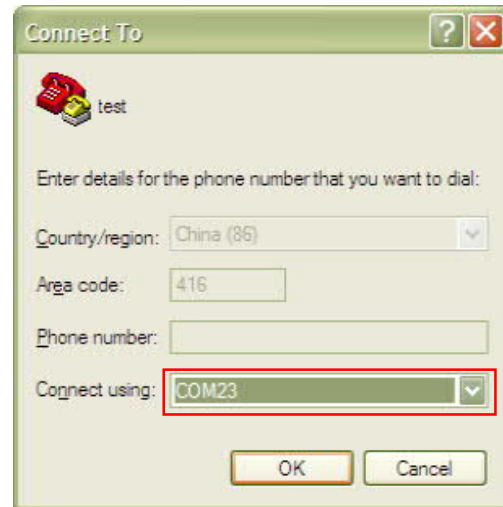 Connect To
test
Enter details for the phone number that you want to dial:
Country/region: China (86)
Area code: 416
Phone number:
Connect using: COM23
OK Cancel